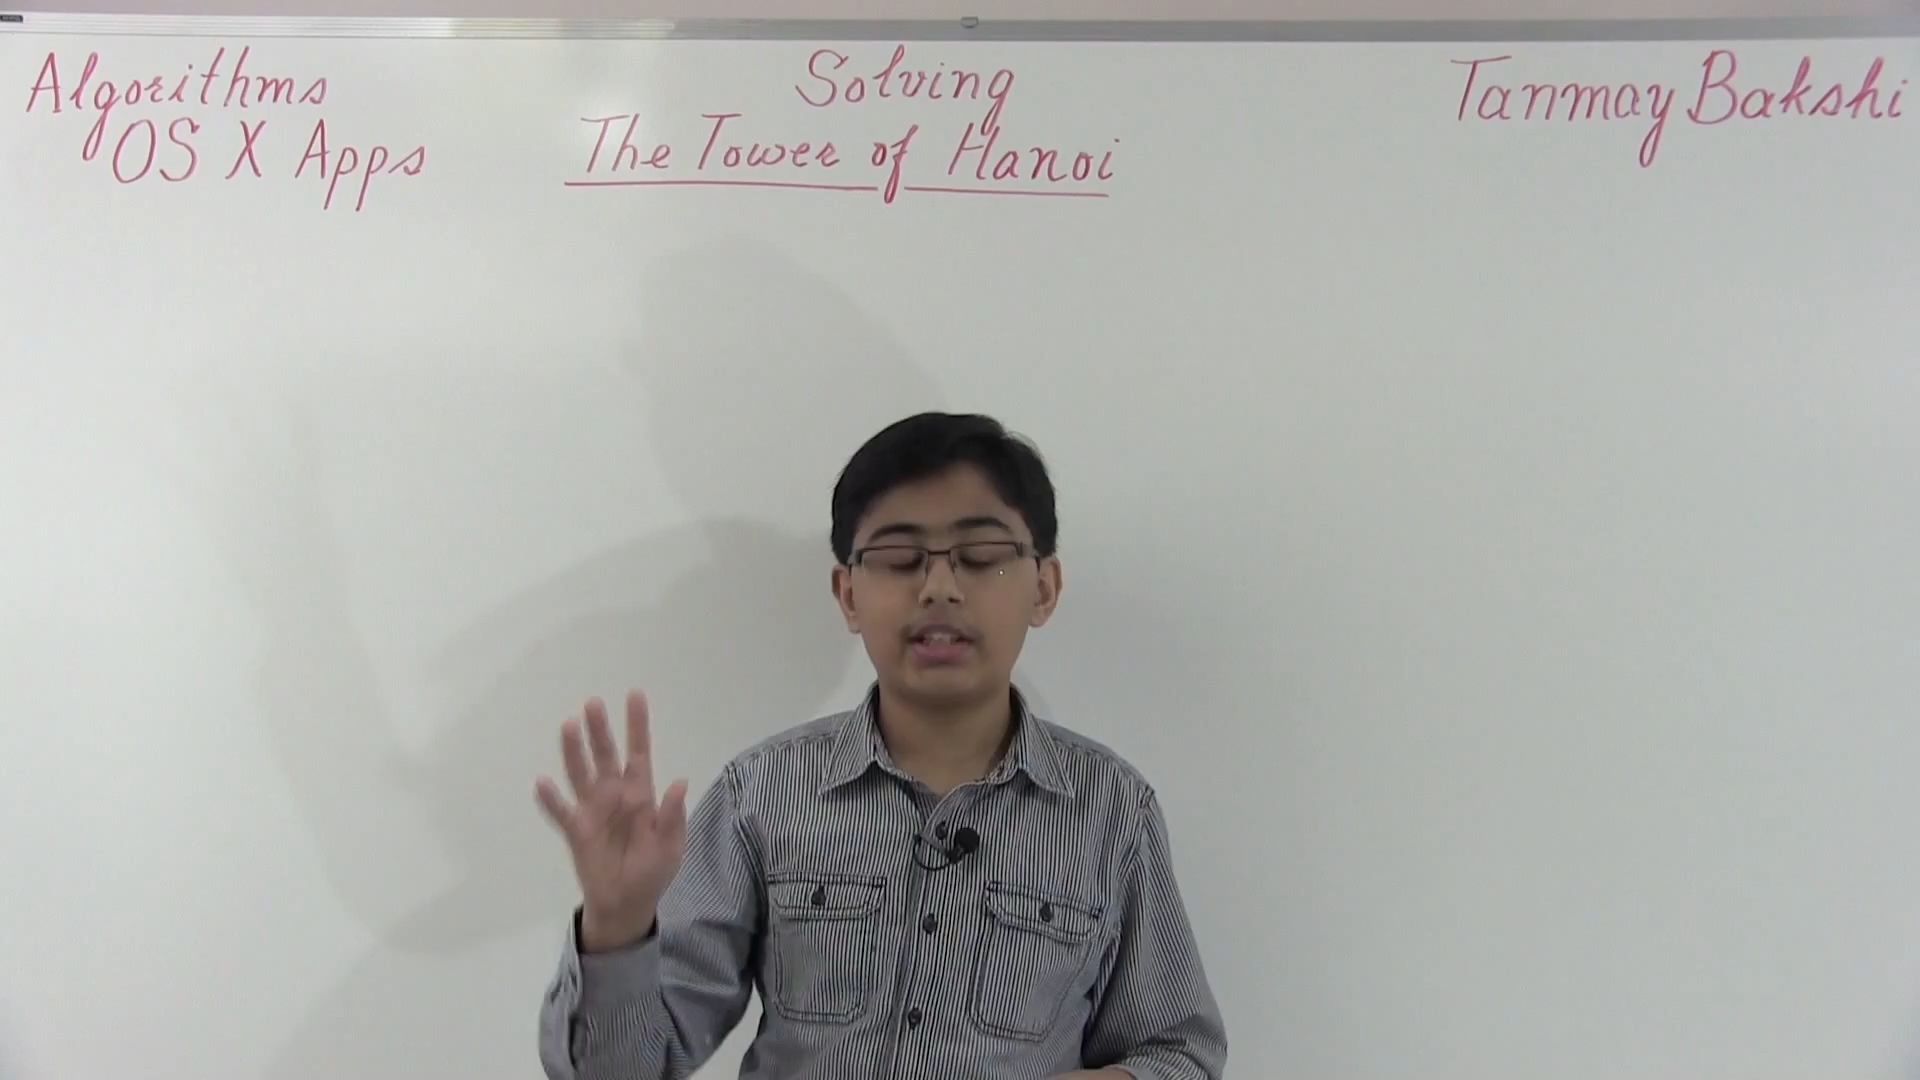 Algorithms
OS X Apps
Solving
The Tower of Hanoi
Tanmay Bakshi